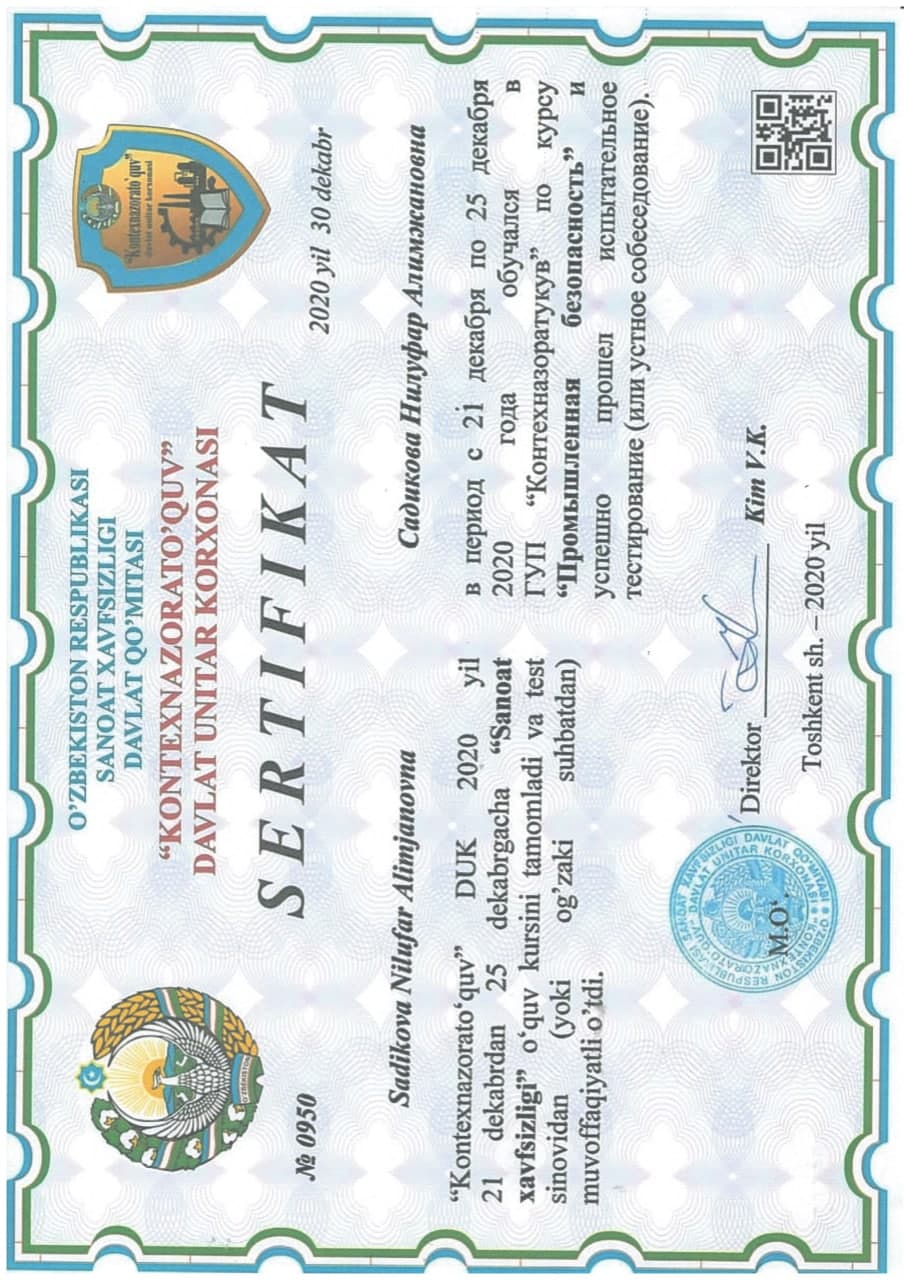 O’ZBEKISTON RESPUBLIKASI
SANOAT XAVFSIZLIGI
DAVLAT QO’MITASI
“KONTEXNAZORATO’QUV”
DAVLAT UNITAR KORXONASI
O‘ZBEKISTON
“Kontexnazorato‘quv”
davlat unitar korxonasi
SERTIFIKAT
№ 0950
2020 yil 30 dekabr
Sadikova Nilufar Alimjanovna
“Kontexnazorato‘quv” DUK 2020 yil
21 dekabrdan 25 dekabrgacha “Sanoat
xavfsizligi” o‘quv kursini tamomladi va test
sinovidan (yoki og’zaki suhbatdan)
muvoffaqiyatli o’tdi.
Садикова Нилуфар Алимжановна
в период с 21 декабря по 25 декабря
2020 года обучался в
ГУП “Контехназоратукув” по курсу
“Промышленная безопасность” и
успешно прошел испытательное
тестирование (или устное собеседование).
O‘ZBEKISTON RESPUBLIKASI SANOAT XAVFSIZLIGI DAVLAT QO‘MITASI
“KONTEXNAZORATO‘QUV” DAVLAT UNITAR KORXONASI
M.O‘.
Direktor Kim V.K.
Toshkent sh. – 2020 yil